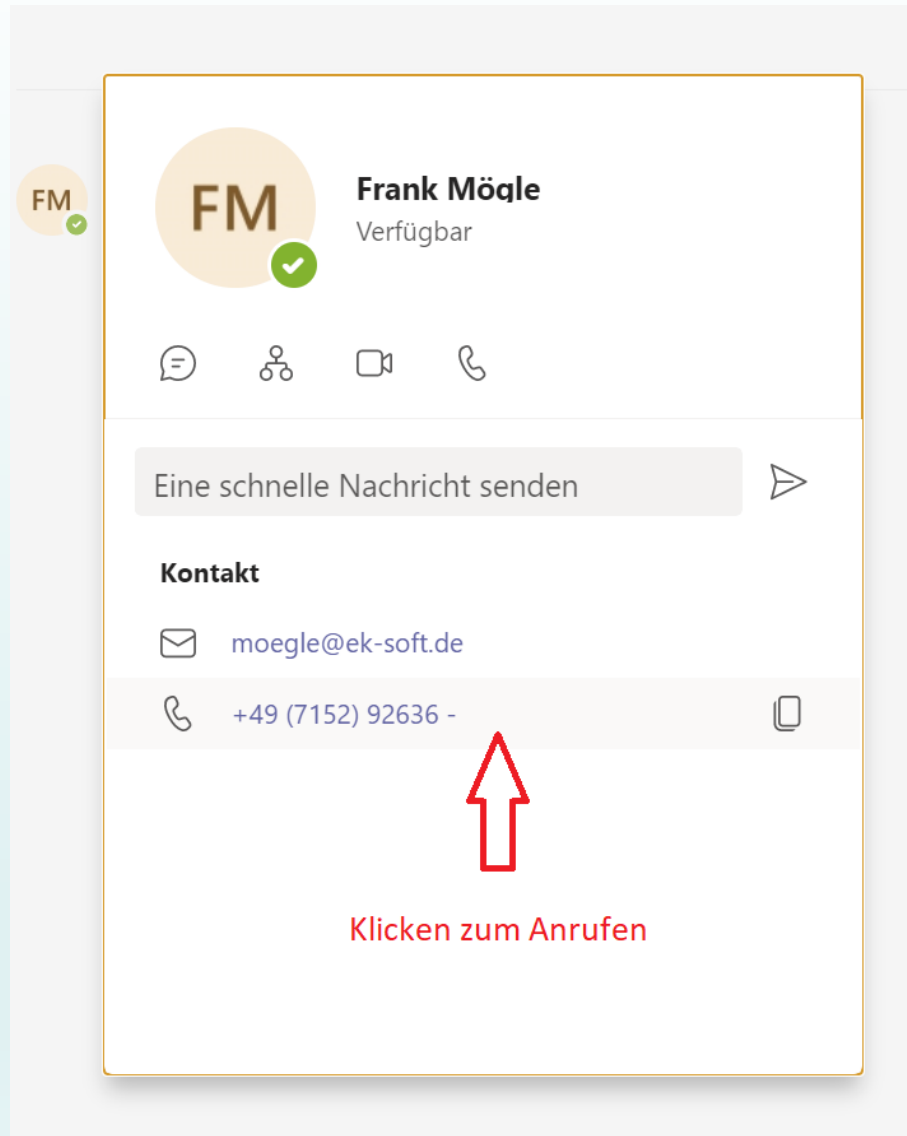 FM
FM
Frank Mögle
Verfügbar
Eine schnelle Nachricht senden
Kontakt
moegle@ek-soft.de
+49 (7152) 92636 -
Klicken zum Anrufen